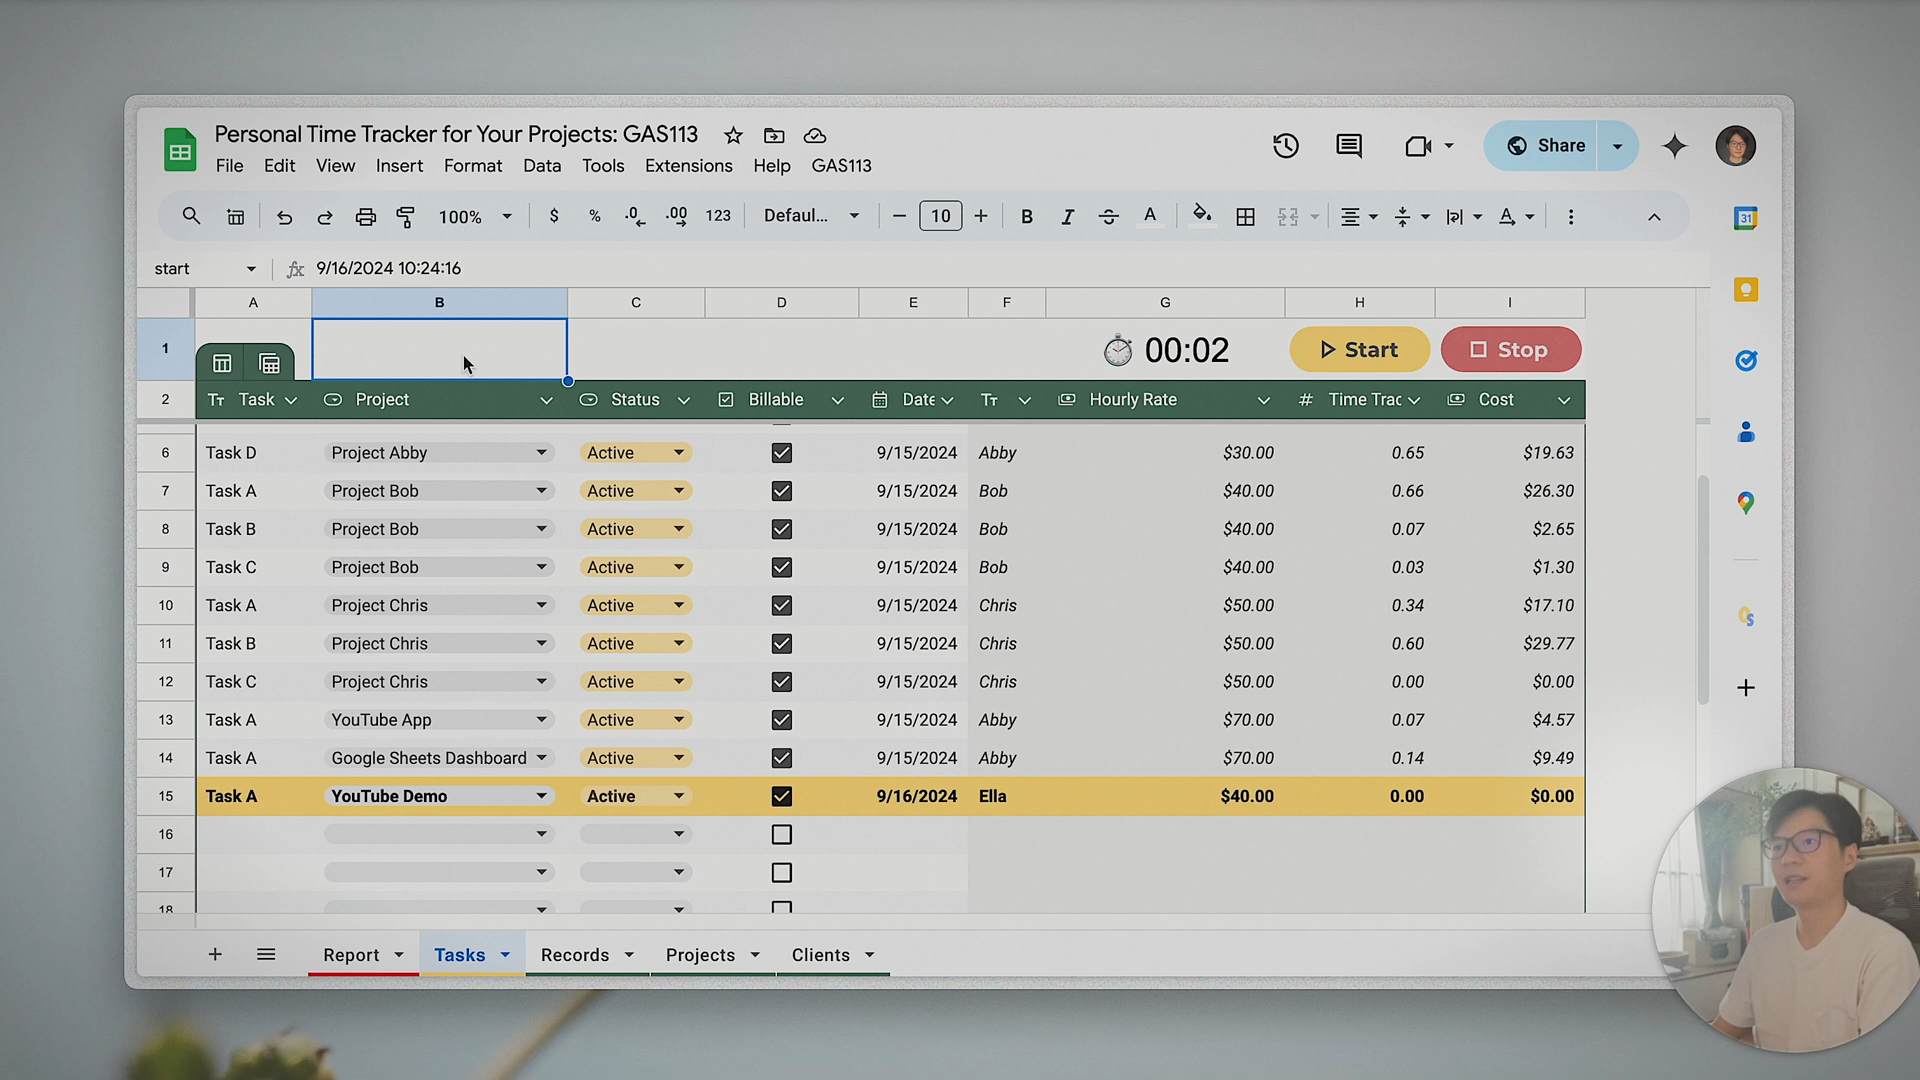 Personal Time Tracker for Your Projects: GAS113
File Edit View Insert Format Data Tools Extensions Help GAS113
Share
100% $ % .0 .00 123 Defaul... 10 B I A A
31
start fx 9/16/2024 10:24:16
A B C D E F G H I
1 00:02 Start Stop
2 Tт Task Project Status Billable Date Tт Hourly Rate # Time Trac Cost
6 Task D Project Abby Active 9/15/2024 Abby $30.00 0.65 $19.63
7 Task A Project Bob Active 9/15/2024 Bob $40.00 0.66 $26.30
8 Task B Project Bob Active 9/15/2024 Bob $40.00 0.07 $2.65
9 Task C Project Bob Active 9/15/2024 Bob $40.00 0.03 $1.30
10 Task A Project Chris Active 9/15/2024 Chris $50.00 0.34 $17.10
11 Task B Project Chris Active 9/15/2024 Chris $50.00 0.60 $29.77
12 Task C Project Chris Active 9/15/2024 Chris $50.00 0.00 $0.00
13 Task A YouTube App Active 9/15/2024 Abby $70.00 0.07 $4.57
14 Task A Google Sheets Dashboard Active 9/15/2024 Abby $70.00 0.14 $9.49
15 Task A YouTube Demo Active 9/16/2024 Ella $40.00 0.00 $0.00
16
17
18
Report Tasks Records Projects Clients